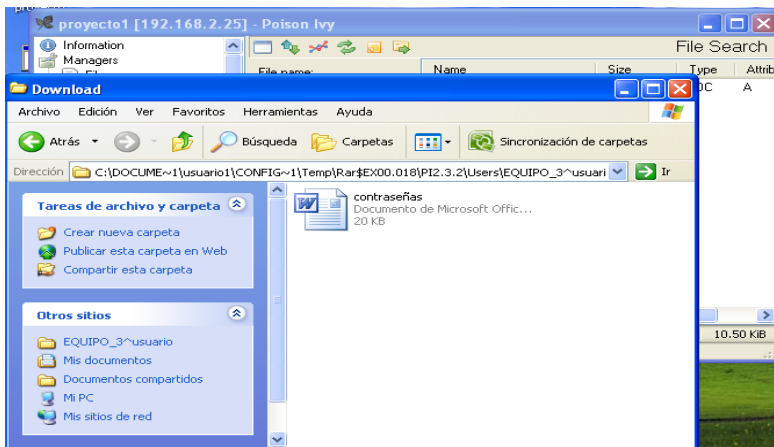 proyecto1 [192.168.2.25] - Poison Ivy
Information
Managers
File Search
File name:
Name Size Type Attrib
A
Download
Archivo Edición Ver Favoritos Herramientas Ayuda
Atrás Búsqueda Carpetas Sincronización de carpetas
Dirección C:\DOCUME~1\usuario1\CONFIG~1\Temp\Rar$EX00.018\PI2.3.2\Users\EQUIPO_3^usuari Ir
Tareas de archivo y carpeta
Crear nueva carpeta
Publicar esta carpeta en Web
Compartir esta carpeta
contraseñas
Documento de Microsoft Offic...
20 KB
Otros sitios
EQUIPO_3^usuario
Mis documentos
Documentos compartidos
Mi PC
Mis sitios de red
10.50 KiB